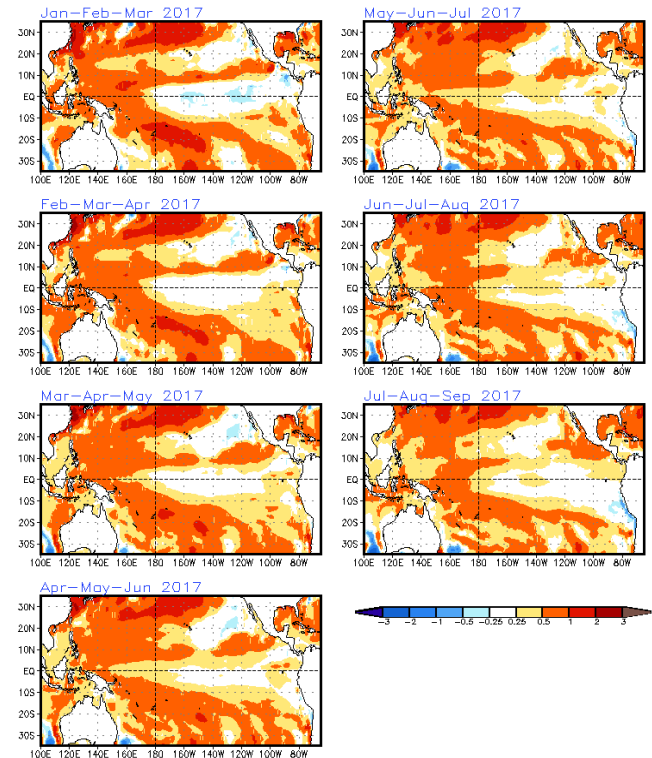 Jan-Feb-Mar 2017
30N
20N
10N
EQ
10S
20S
30S
100E 120E 140E 160E 180 160W 140W 120W 100W 80W
May-Jun-Jul 2017
30N
20N
10N
EQ
10S
20S
30S
100E 120E 140E 160E 180 160W 140W 120W 100W 80W
Feb-Mar-Apr 2017
30N
20N
10N
EQ
10S
20S
30S
100E 120E 140E 160E 180 160W 140W 120W 100W 80W
Jun-Jul-Aug 2017
30N
20N
10N
EQ
10S
20S
30S
100E 120E 140E 160E 180 160W 140W 120W 100W 80W
Mar-Apr-May 2017
30N
20N
10N
EQ
10S
20S
30S
100E 120E 140E 160E 180 160W 140W 120W 100W 80W
Jul-Aug-Sep 2017
30N
20N
10N
EQ
10S
20S
30S
100E 120E 140E 160E 180 160W 140W 120W 100W 80W
Apr-May-Jun 2017
30N
20N
10N
EQ
10S
20S
30S
100E 120E 140E 160E 180 160W 140W 120W 100W 80W
-3 -2 -1 -0.5 -0.25 0.25 0.5 1 2 3